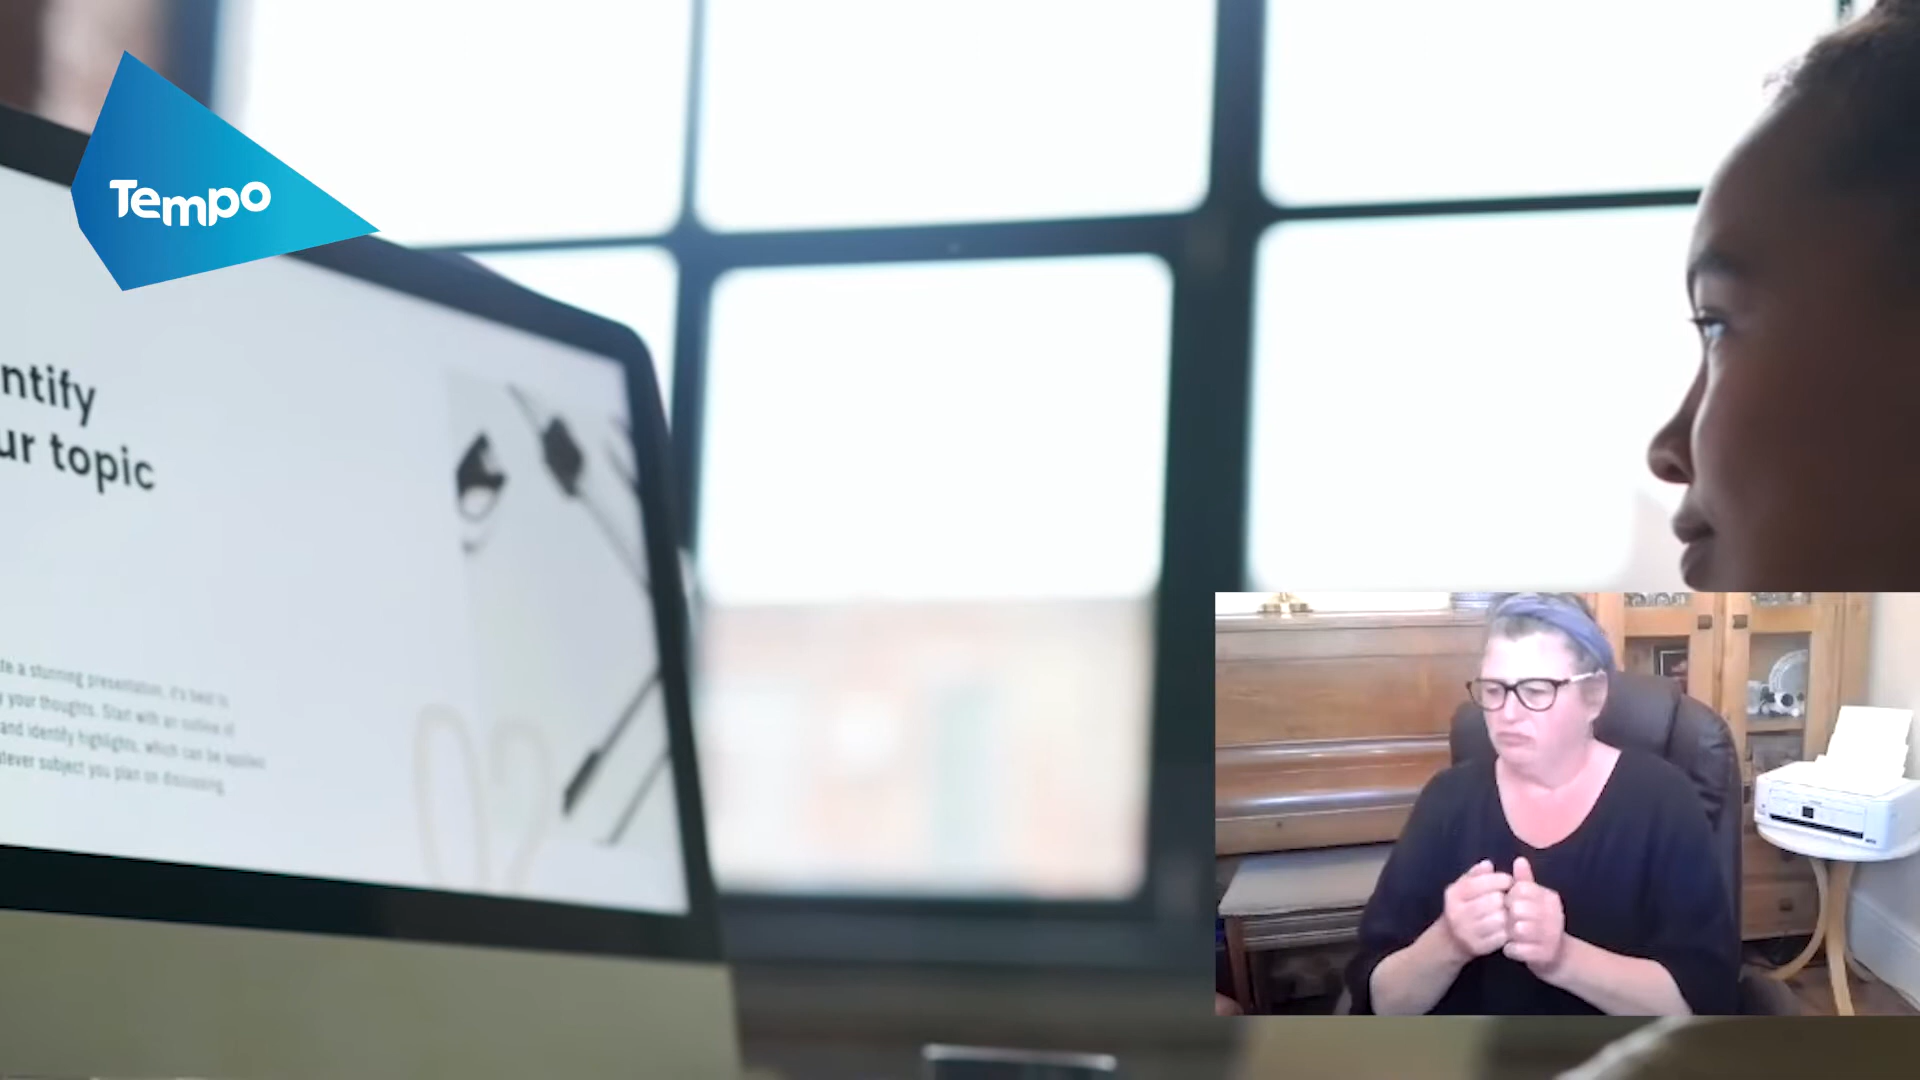 Tempo
ntify
ur topic
te a stunning presentation, it's best to
your thoughts. Start with an outline of
and identify highlights, which can be applied
tever subject you plan on discussing.